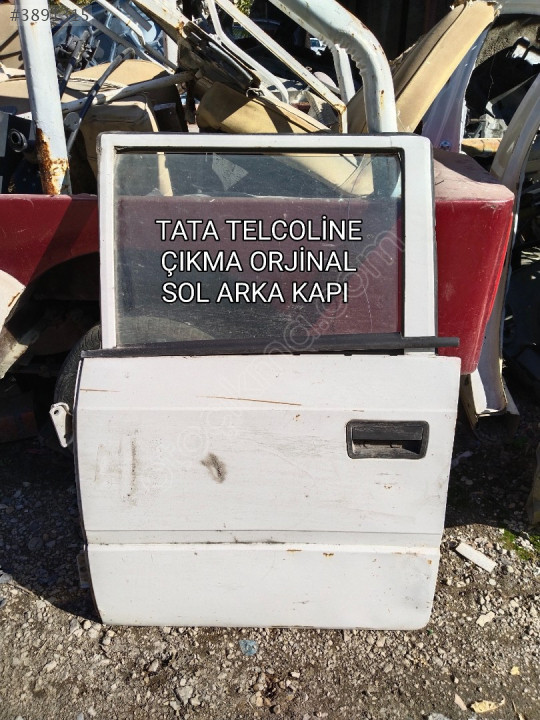 TATA TELCOLİNE
ÇIKMA ORJİNAL
SOL ARKA KAPI